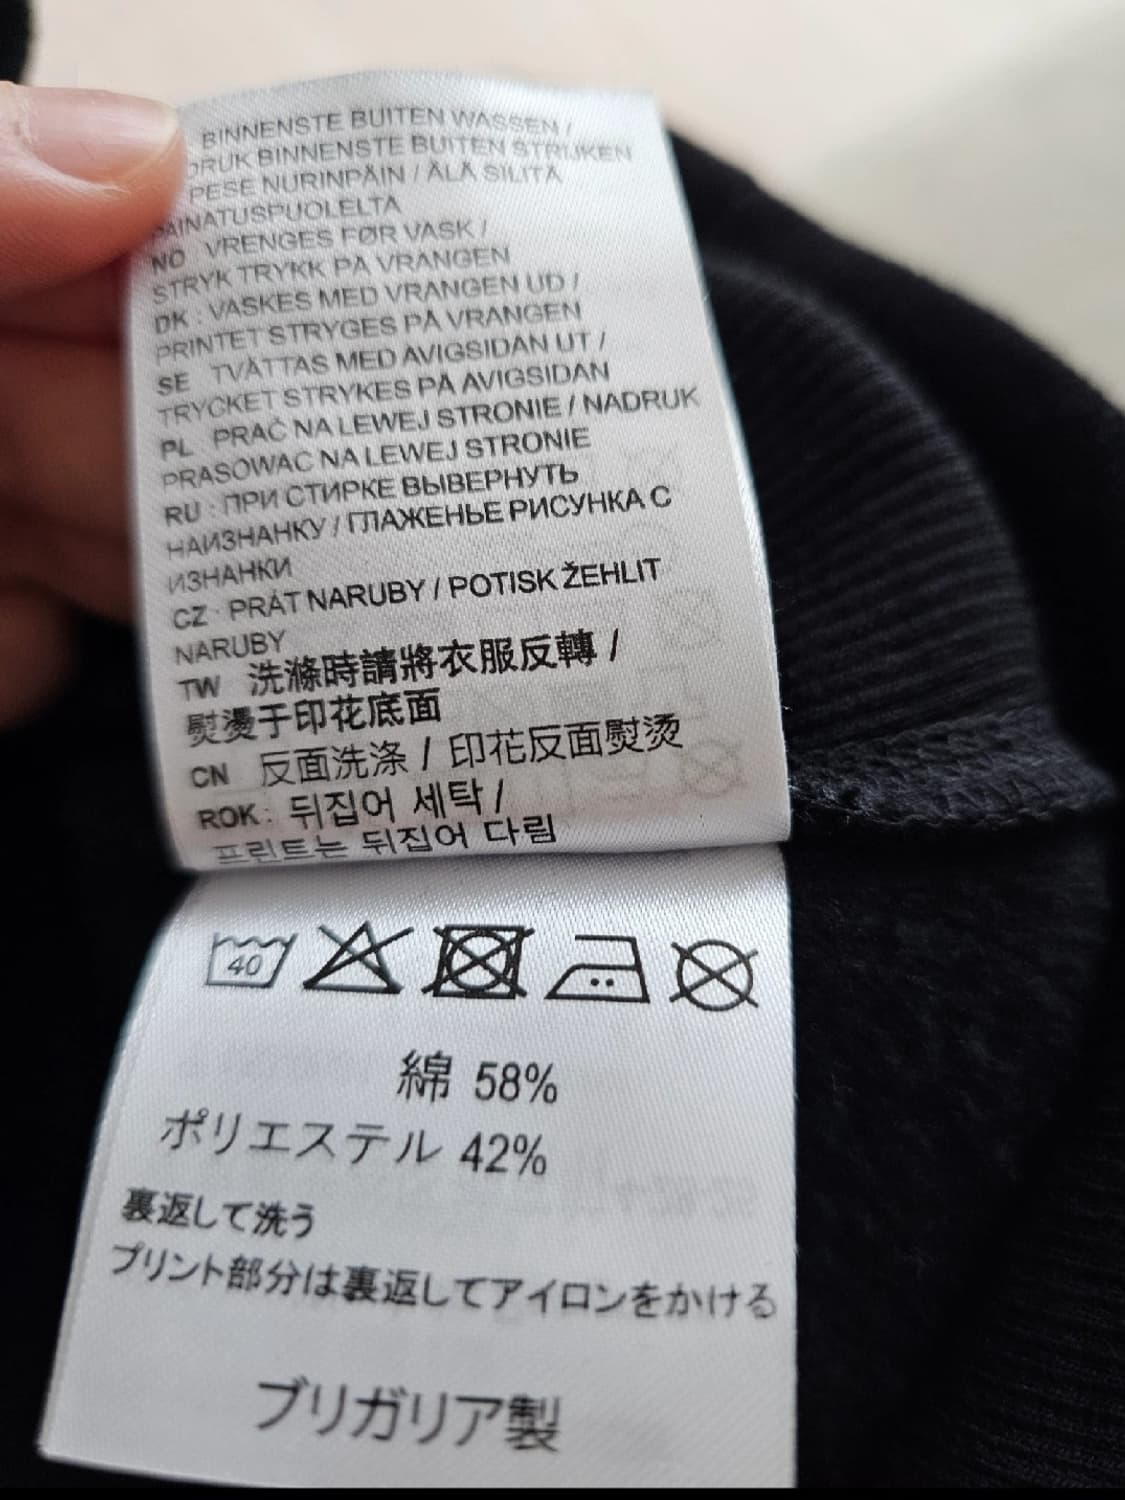 BINNENSTE BUITEN WASSEN /
DRUK BINNENSTE BUITEN STRIJKEN
PESE NURINPÄIN / ÄLÄ SILITÄ
PAINATUSPUOLELTA
NO VRENGES FØR VASK /
STRYK TRYKK PÅ VRANGEN
DK : VASKES MED VRANGEN UD /
PRINTET STRYGES PÅ VRANGEN
SE TVÄTTAS MED AVIGSIDAN UT /
TRYCKET STRYKES PÅ AVIGSIDAN
PL PRAĆ NA LEWEJ STRONIE / NADRUK
PRASOWAĆ NA LEWEJ STRONIE
RU : ПРИ СТИРКЕ ВЫВЕРНУТЬ
НАИЗНАНКУ / ГЛАЖЕНЬЕ РИСУНКА С
ИЗНАНКИ
CZ : PRÁT NARUBY / POTISK ŽEHLIT
NARUBY
TW 洗滌時請將衣服反轉 /
熨燙于印花底面
CN 反面洗涤 / 印花反面熨烫
ROK: 뒤집어 세탁 /
프린트는 뒤집어 다림
40
綿 58%
ポリエステル 42%
裏返して洗う
プリント部分は裏返してアイロンをかける
ブリガリア製